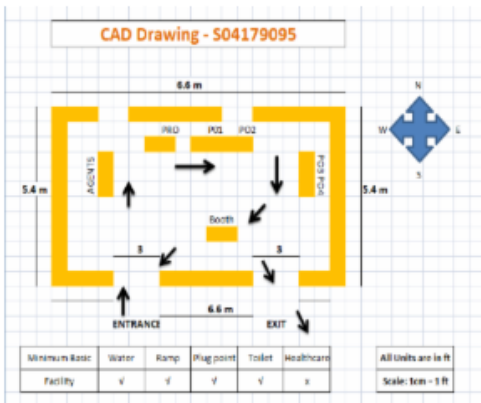 CAD Drawing - S04179095
6.6 m
N
PRO PO1 PO2
W E
AGENTS
PO3 PO4
S
5.4 m
5.4 m
Booth
3 3
6.6 m
ENTRANCE EXIT
Minimum Basic Water Ramp Plug point Toilet Healthcare
Facility √ √ √ √ x
All Units are in ft
Scale: 1cm - 1 ft